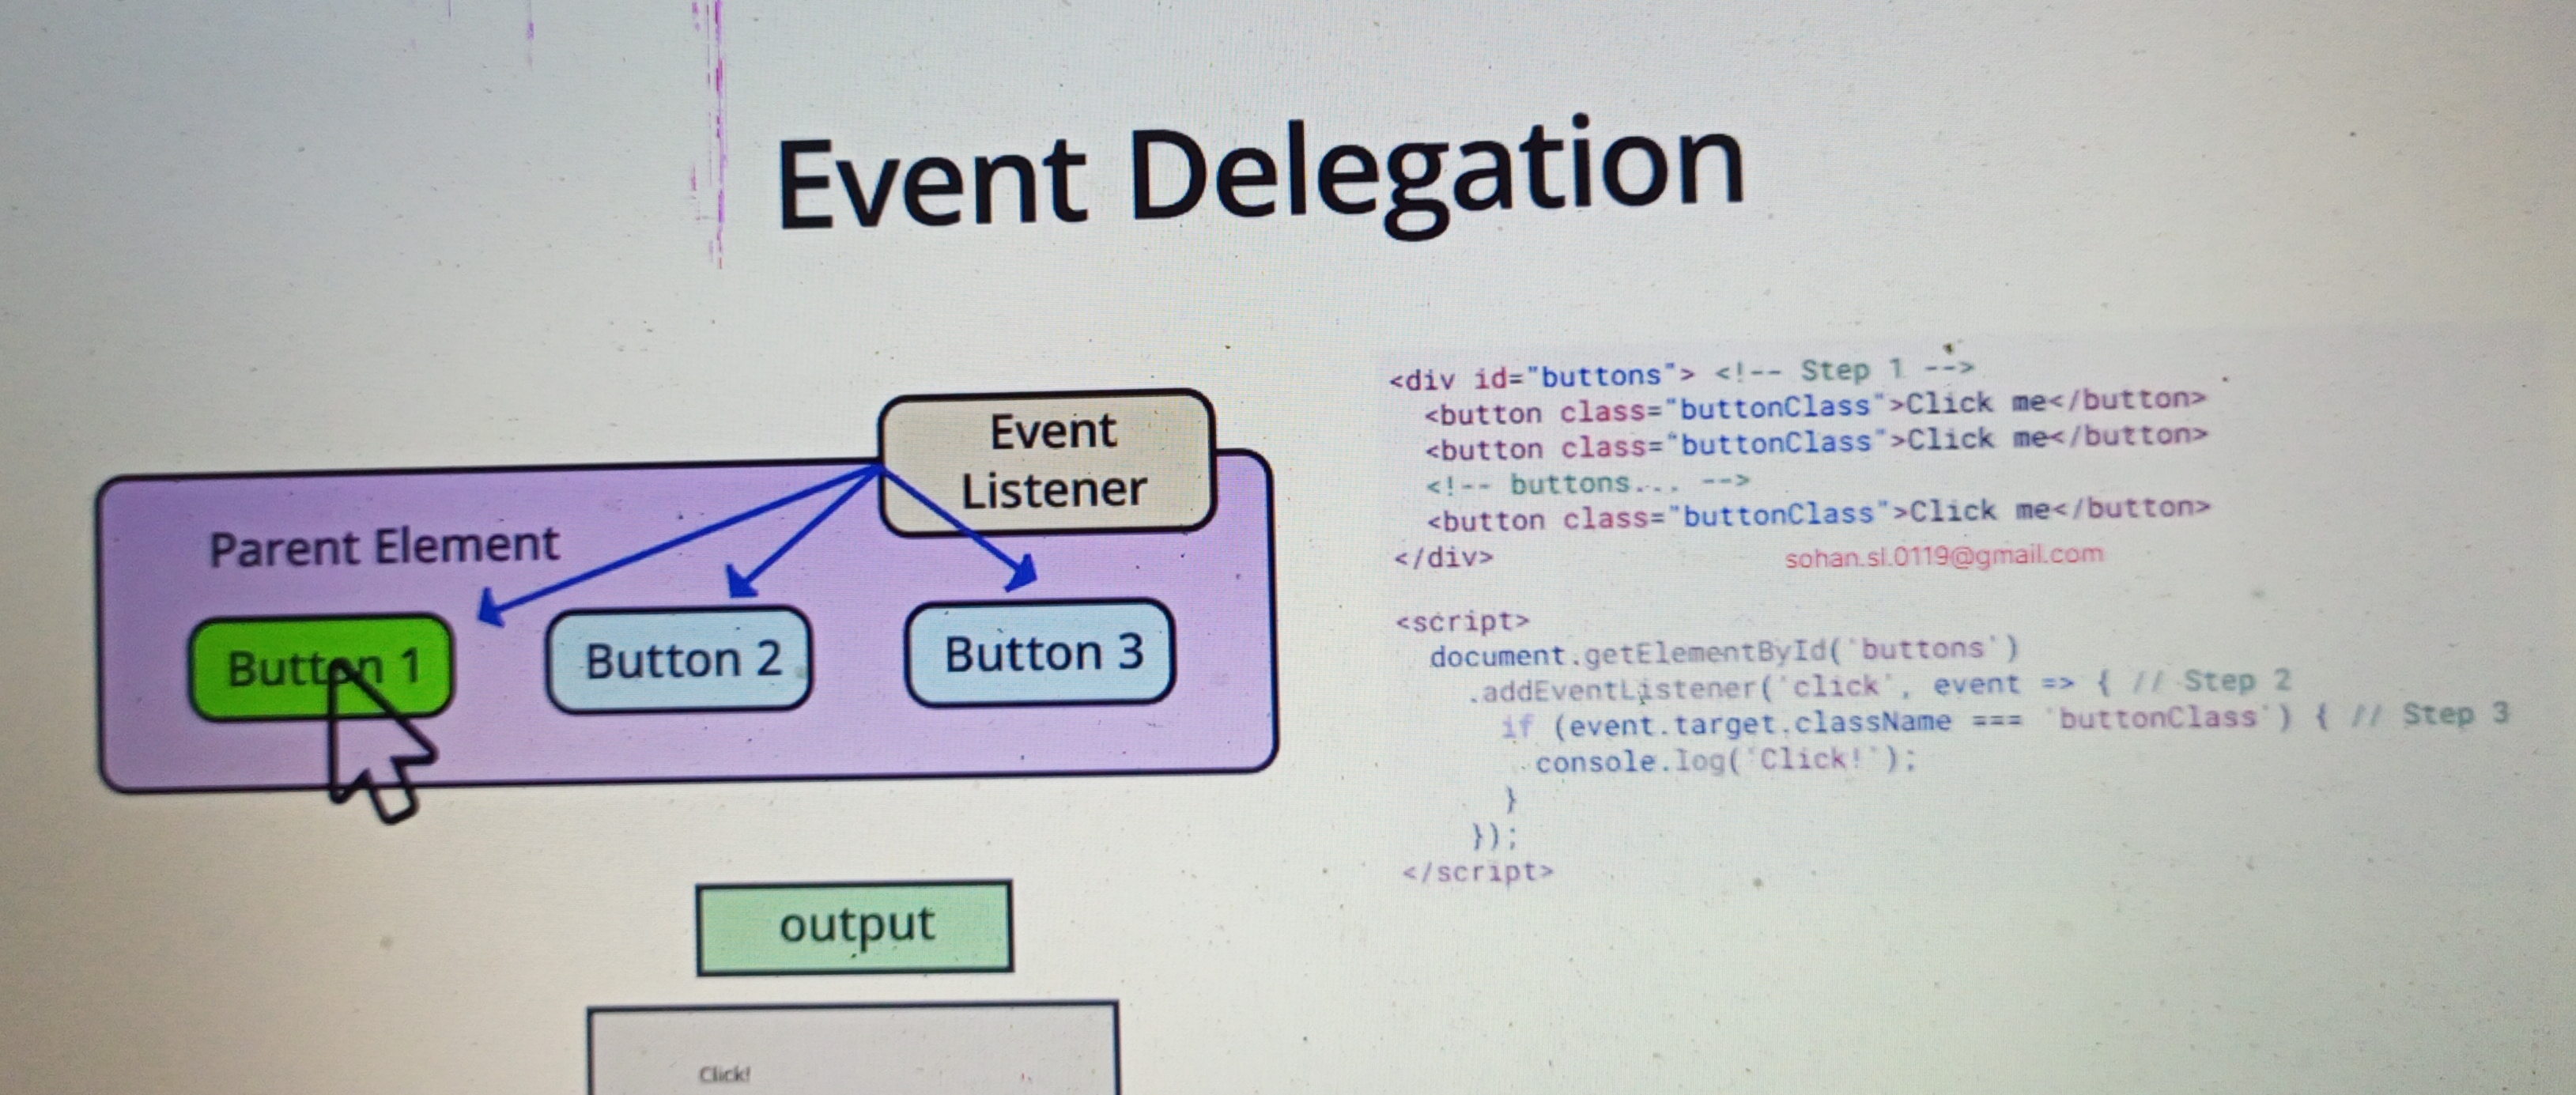 Event Delegation
Event
Listener
Parent Element
Button 1
Button 2
Button 3
output
Click!
<div id="buttons"> <!-- Step 1 -->
<button class="buttonClass">Click me</button>
<button class="buttonClass">Click me</button>
<!-- buttons... -->
<button class="buttonClass">Click me</button>
</div>
sohan.sl.0119@gmail.com
<script>
document.getElementById('buttons')
.addEventListener('click', event => { // Step 2
if (event.target.className === 'buttonClass') { // Step 3
console.log('Click!');
}
});
</script>